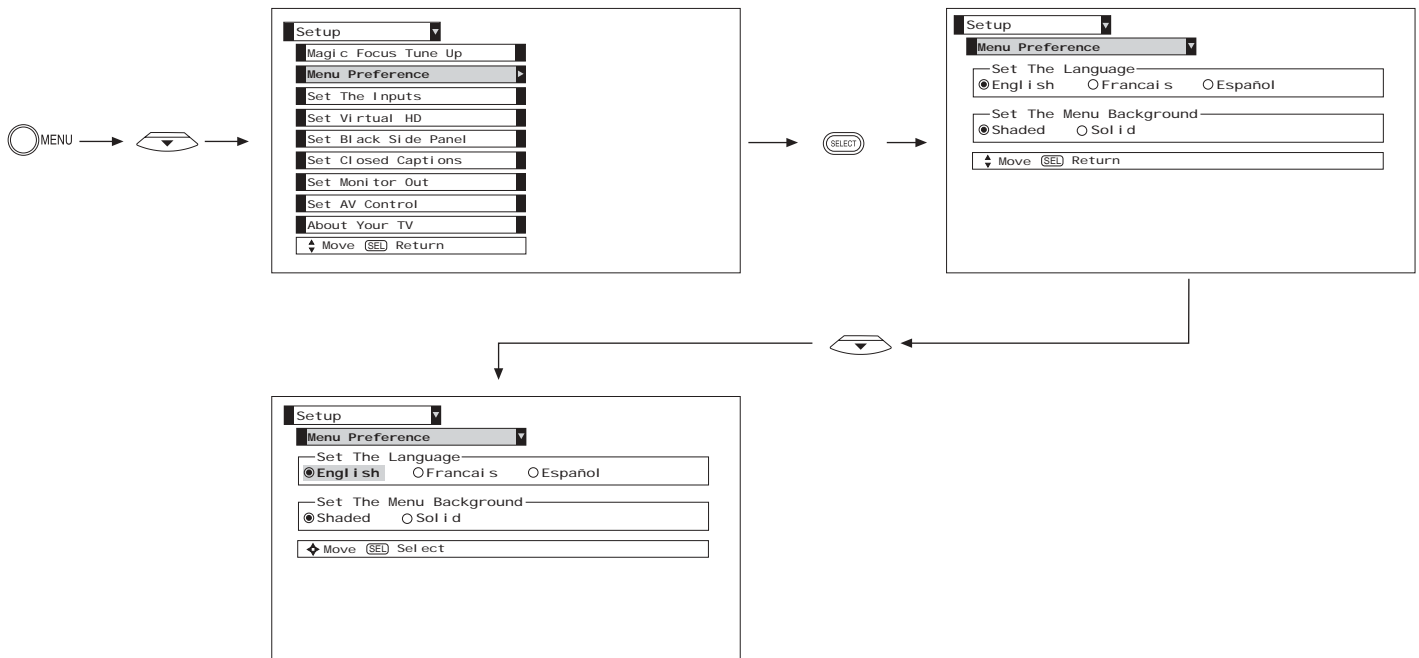 MENU
Setup
Magic Focus Tune Up
Menu Preference
Set The Inputs
Set Virtual HD
Set Black Side Panel
Set Closed Captions
Set Monitor Out
Set AV Control
About Your TV
Move SEL Return
SELECT
Setup
Menu Preference
Set The Language
English Francais Español
Set The Menu Background
Shaded Solid
Move SEL Return
Setup
Menu Preference
Set The Language
English Francais Español
Set The Menu Background
Shaded Solid
Move SEL Select